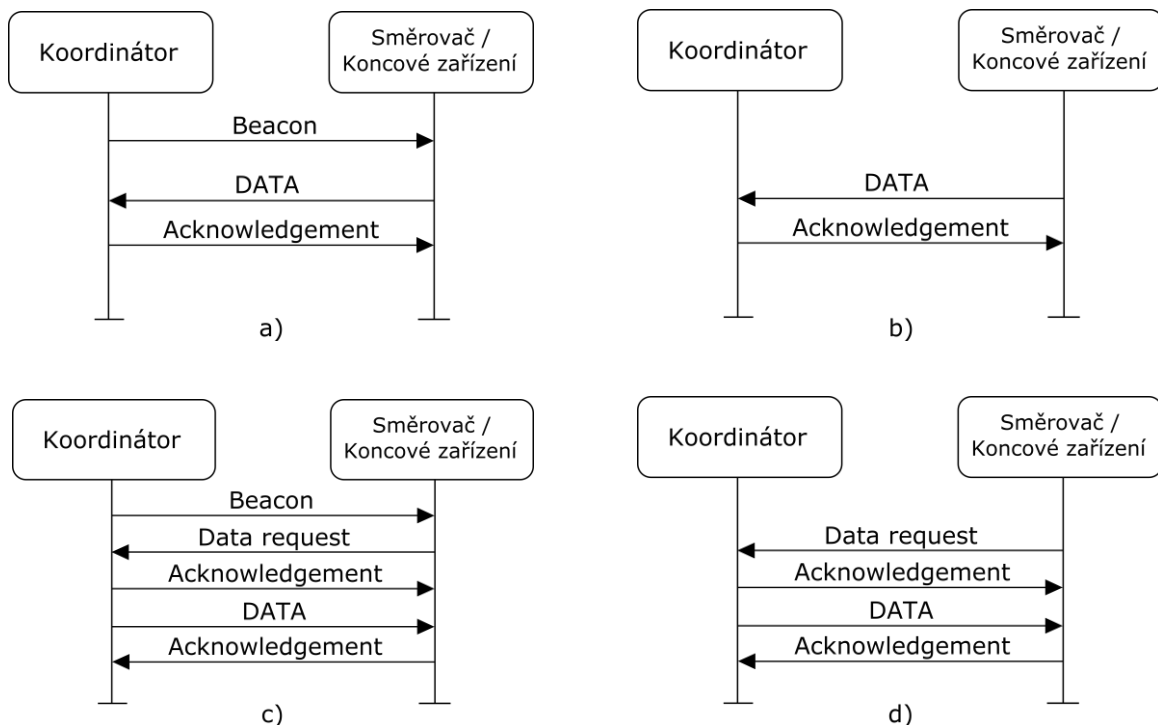 Koordinátor
Směrovač /
Koncové zařízení
Beacon
DATA
Acknowledgement
a)
Koordinátor
Směrovač /
Koncové zařízení
DATA
Acknowledgement
b)
Koordinátor
Směrovač /
Koncové zařízení
Beacon
Data request
Acknowledgement
DATA
Acknowledgement
c)
Koordinátor
Směrovač /
Koncové zařízení
Data request
Acknowledgement
DATA
Acknowledgement
d)